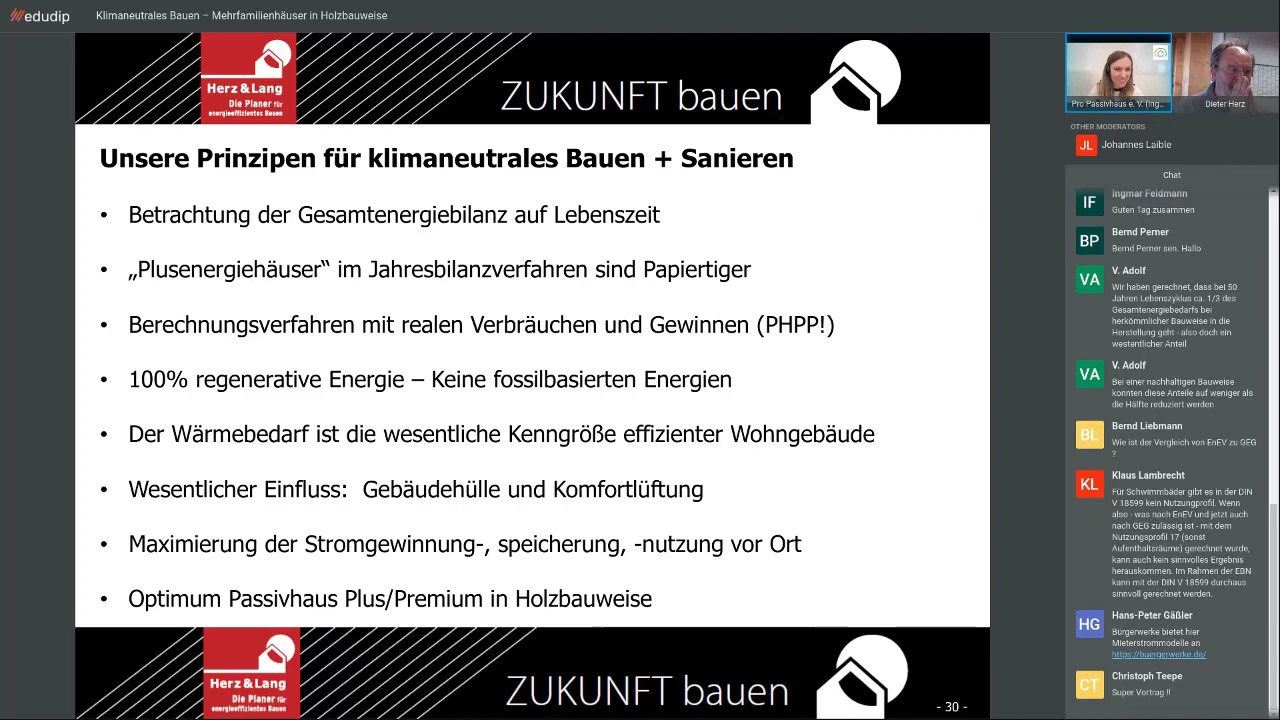 edudip
Klimaneutrales Bauen – Mehrfamilienhäuser in Holzbauweise
Herz & Lang
Die Planer für
energieeffizientes Bauen
ZUKUNFT bauen
Unsere Prinzipen für klimaneutrales Bauen + Sanieren
• Betrachtung der Gesamtenergiebilanz auf Lebenszeit
• „Plusenergiehäuser“ im Jahresbilanzverfahren sind Papiertiger
• Berechnungsverfahren mit realen Verbräuchen und Gewinnen (PHPP!)
• 100% regenerative Energie – Keine fossilbasierten Energien
• Der Wärmebedarf ist die wesentliche Kenngröße effizienter Wohngebäude
• Wesentlicher Einfluss: Gebäudehülle und Komfortlüftung
• Maximierung der Stromgewinnung-, speicherung, -nutzung vor Ort
• Optimum Passivhaus Plus/Premium in Holzbauweise
Herz & Lang
Die Planer für
energieeffizientes Bauen
ZUKUNFT bauen
- 30 -
Pro Passivhaus e. V. (Ing...
Dieter Herz
OTHER MODERATORS
JL
Johannes Laible
Chat
IF
Ingmar Feidmann
Guten Tag zusammen
BP
Bernd Perner
Bernd Perner sen. Hallo
VA
V. Adolf
Wir haben gerechnet, dass bei 50
Jahren Lebenszyklus ca. 1/3 des
Gesamtenergiebedarfs bei
herkömmlicher Bauweise in die
Herstellung geht - also doch ein
westentlicher Anteil
VA
V. Adolf
Bei einer nachhaltigen Bauweise
konnten diese Anteile auf weniger als
die Hälfte reduziert werden
BL
Bernd Liebmann
Wie ist der Vergleich von EnEV zu GEG
?
KL
Klaus Lambrecht
Für Schwimmbäder gibt es in der DIN
V 18599 kein Nutzungprofil. Wenn
also - was nach EnEV und jetzt auch
nach GEG zulässig ist - mit dem
Nutzungsprofil 17 (sonst
Aufenthaltsräume) gerechnet wurde,
kann auch kein sinnvolles Ergebnis
herauskommen. Im Rahmen der EBN
kann mit der DIN V 18599 durchaus
sinnvoll gerechnet werden.
HG
Hans-Peter Gäßler
Bürgerwerke bietet hier
Mieterstrommodelle an
https://buergerwerke.de/
CT
Christoph Teepe
Super Vortrag !!